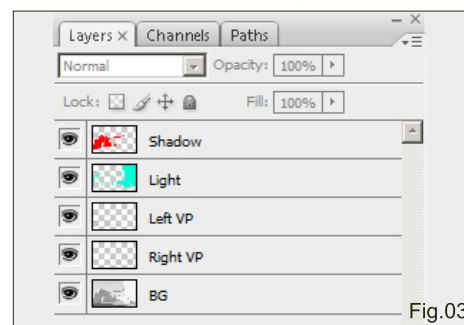 Layers × Channels Paths
Normal Opacity: 100%
Lock: Fill: 100%
Shadow
Light
Left VP
Right VP
BG
Fig.03